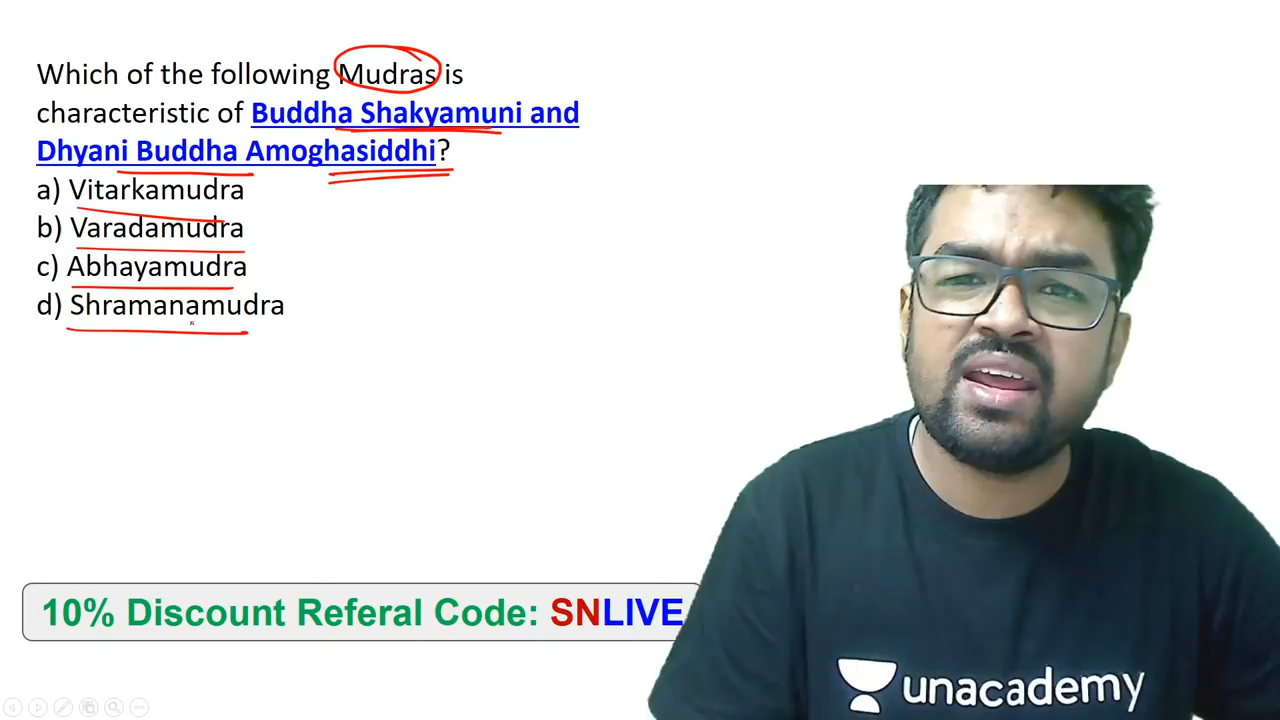 Which of the following Mudras is
characteristic of Buddha Shakyamuni and
Dhyani Buddha Amoghasiddhi?
a) Vitarkamudra
b) Varadamudra
c) Abhayamudra
d) Shramanamudra
10% Discount Referal Code: SNLIVE
unacademy